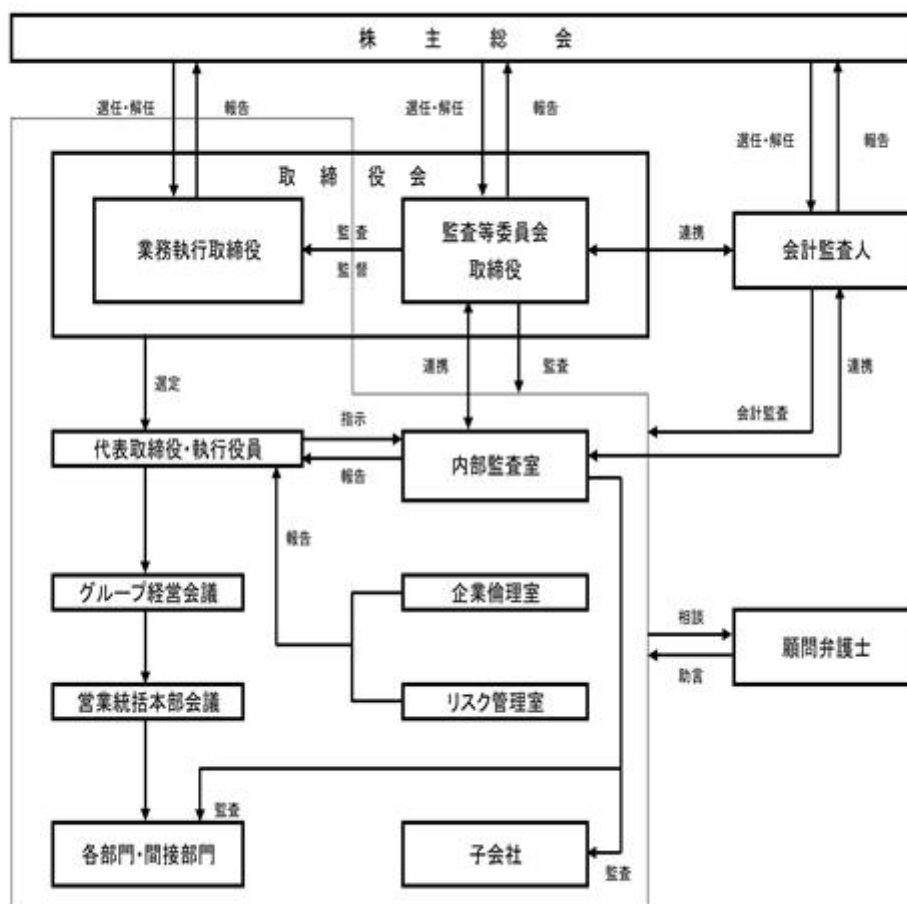 株主総会
選任・解任
報告
選任・解任
報告
選任・解任
報告
取締役会
業務執行取締役
監査
監督
監査等委員会
取締役
連携
会計監査人
選定
連携
監査
会計監査
連携
代表取締役・執行役員
指示
報告
内部監査室
報告
グループ経営会議
企業倫理室
相談
助言
顧問弁護士
営業統括本部会議
リスク管理室
監査
各部門・間接部門
子会社
監査